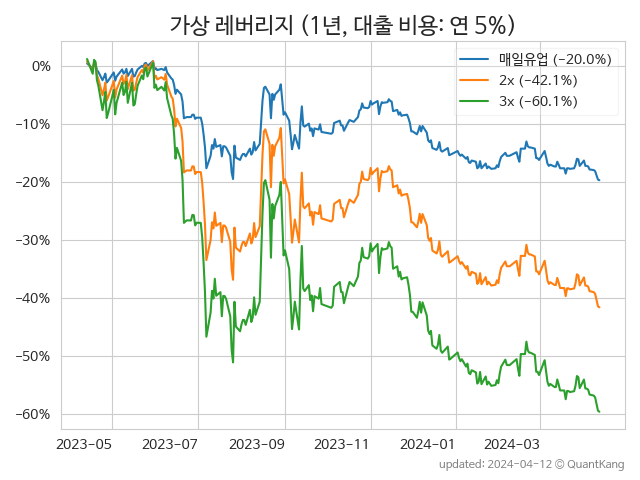 가상 레버리지 (1년, 대출 비용: 연 5%)
매일유업 (−20.0%)
2x (−42.1%)
3x (−60.1%)
0%
−10%
−20%
−30%
−40%
−50%
−60%
2023-05 2023-07 2023-09 2023-11 2024-01 2024-03
updated: 2024-04-12 © QuantKang